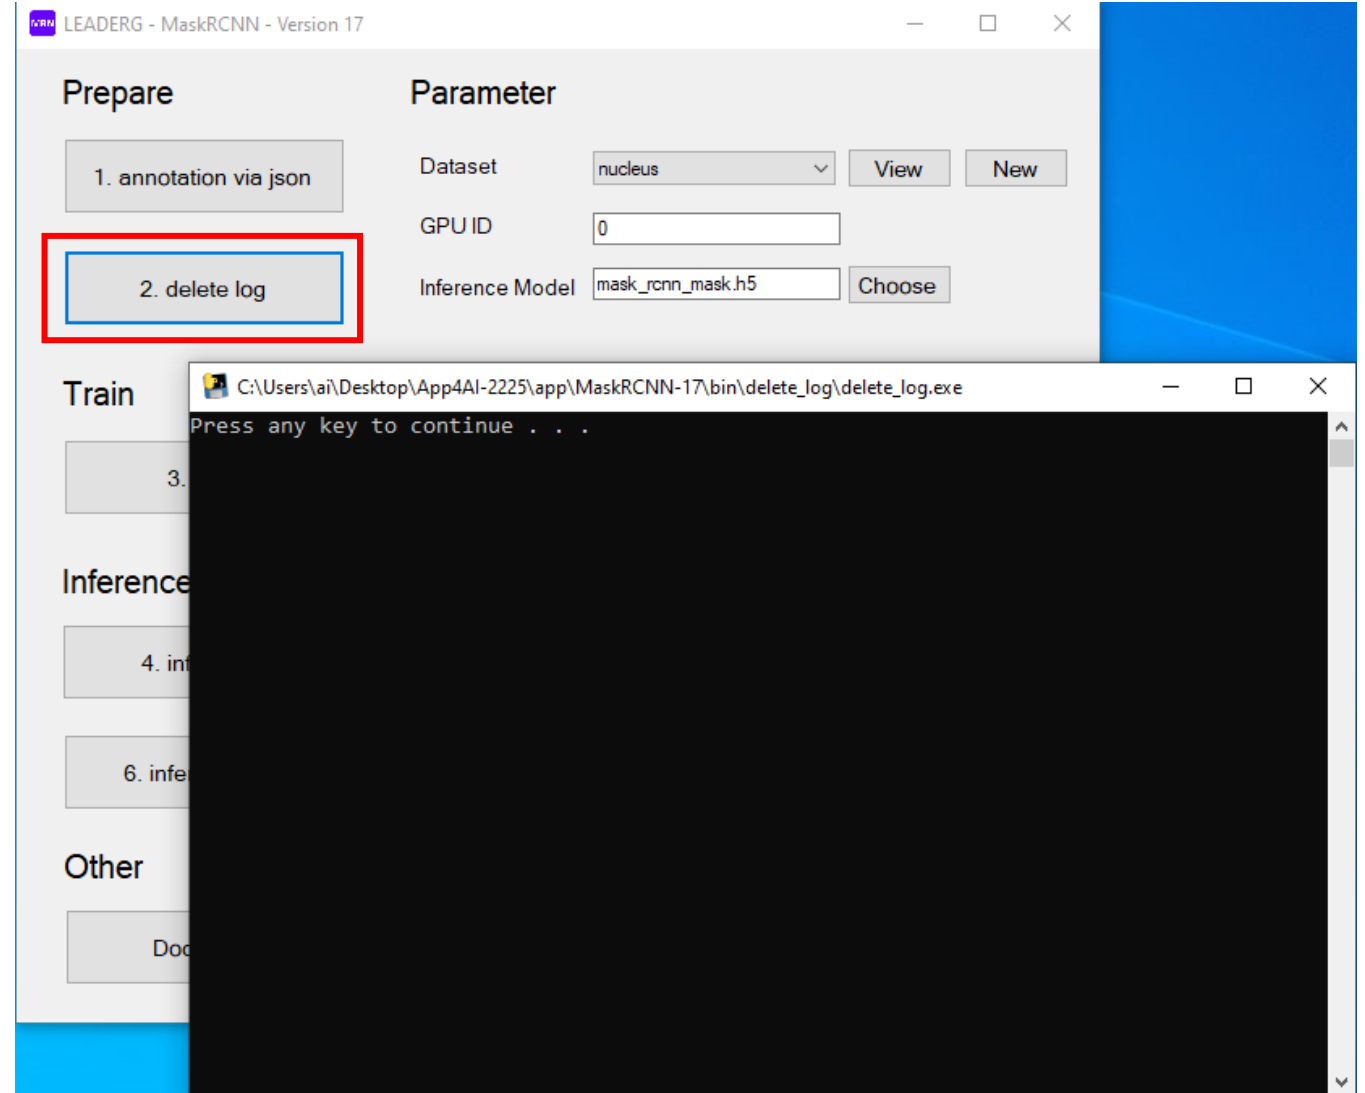 LEADERG - MaskRCNN - Version 17
Prepare
Parameter
1. annotation via json
Dataset
nucleus
View
New
GPU ID
0
2. delete log
Inference Model
mask_rcnn_mask.h5
Choose
Train
C:\Users\ai\Desktop\App4AI-2225\app\MaskRCNN-17\bin\delete_log\delete_log.exe
Press any key to continue . . .
3.
Inference
4. inf
6. infe
Other
Doc